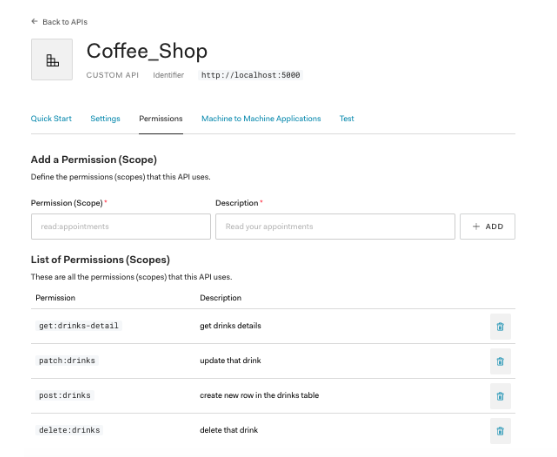 ← Back to APIs
Coffee_Shop
CUSTOM API Identifier http://localhost:5000
Quick Start Settings Permissions Machine to Machine Applications Test
Add a Permission (Scope)
Define the permissions (scopes) that this API uses.
Permission (Scope) * Description *
read:appointments Read your appointments + ADD
List of Permissions (Scopes)
These are all the permissions (scopes) that this API uses.
Permission Description
get:drinks-detail get drinks details
patch:drinks update that drink
post:drinks create new row in the drinks table
delete:drinks delete that drink